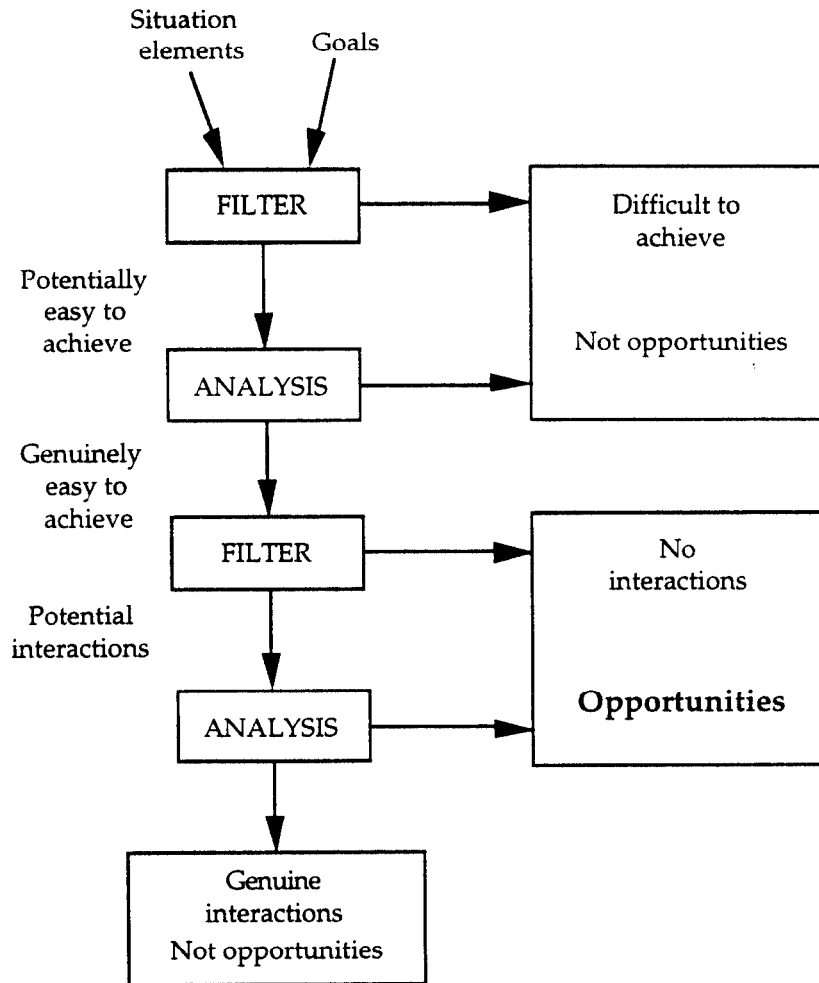 Situation
elements
Goals
FILTER
Difficult to
achieve
Potentially
easy to
achieve
Not opportunities
ANALYSIS
Genuinely
easy to
achieve
FILTER
No
interactions
Potential
interactions
Opportunities
ANALYSIS
Genuine
interactions
Not opportunities